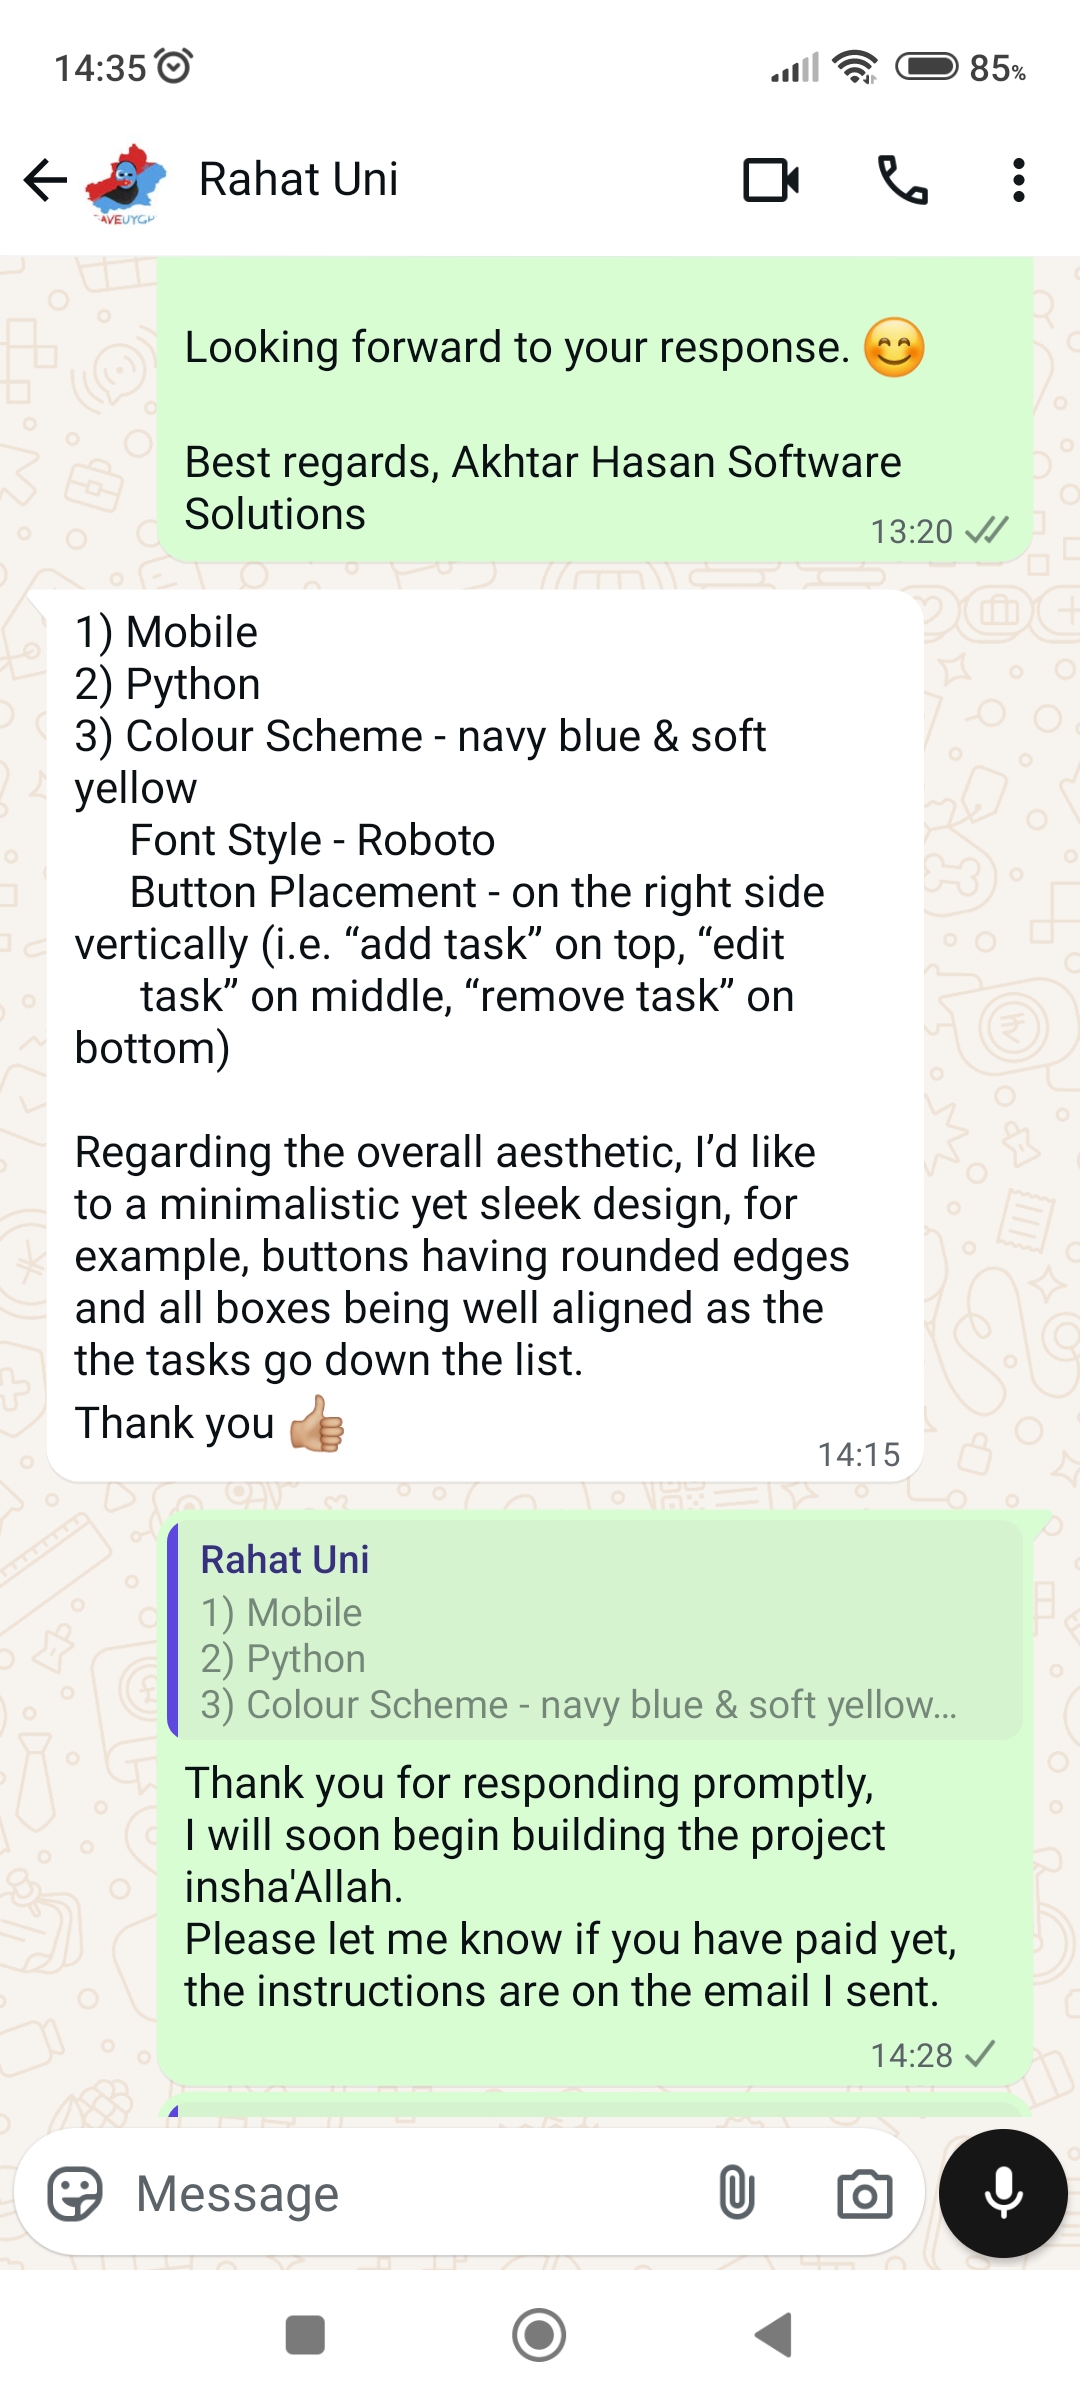 14:35
85%
Rahat Uni
Looking forward to your response. 😊
Best regards, Akhtar Hasan Software
Solutions
13:20
1) Mobile
2) Python
3) Colour Scheme - navy blue & soft
yellow
Font Style - Roboto
Button Placement - on the right side
vertically (i.e. “add task” on top, “edit
task” on middle, “remove task” on
bottom)
Regarding the overall aesthetic, I’d like
to a minimalistic yet sleek design, for
example, buttons having rounded edges
and all boxes being well aligned as the
the tasks go down the list.
Thank you 👍🏼
14:15
Rahat Uni
1) Mobile
2) Python
3) Colour Scheme - navy blue & soft yellow...
Thank you for responding promptly,
I will soon begin building the project
insha'Allah.
Please let me know if you have paid yet,
the instructions are on the email I sent.
14:28
Message